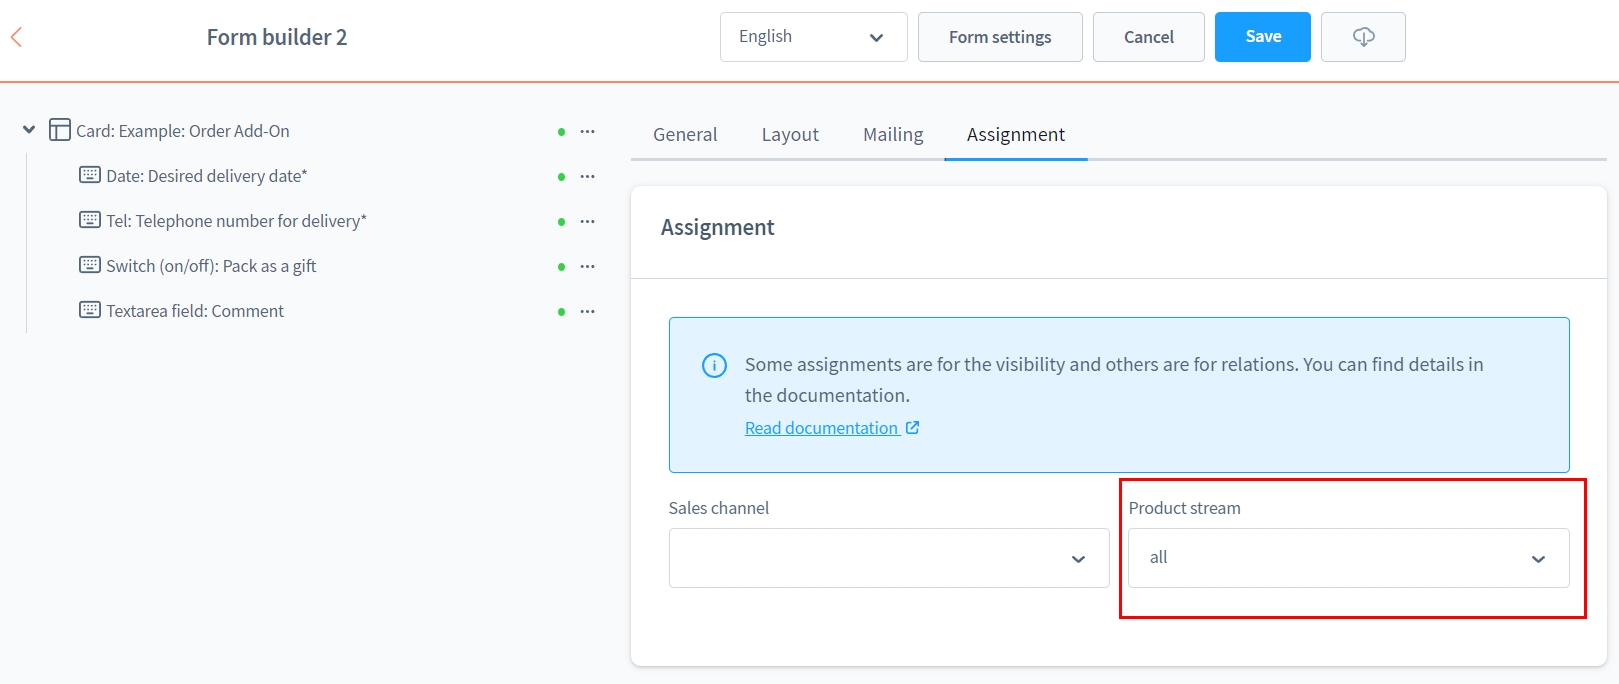 Form builder 2
English
Form settings
Cancel
Save
Card: Example: Order Add-On
Date: Desired delivery date*
Tel: Telephone number for delivery*
Switch (on/off): Pack as a gift
Textarea field: Comment
General
Layout
Mailing
Assignment
Assignment
Some assignments are for the visibility and others are for relations. You can find details in
the documentation.
Read documentation
Sales channel
Product stream
all